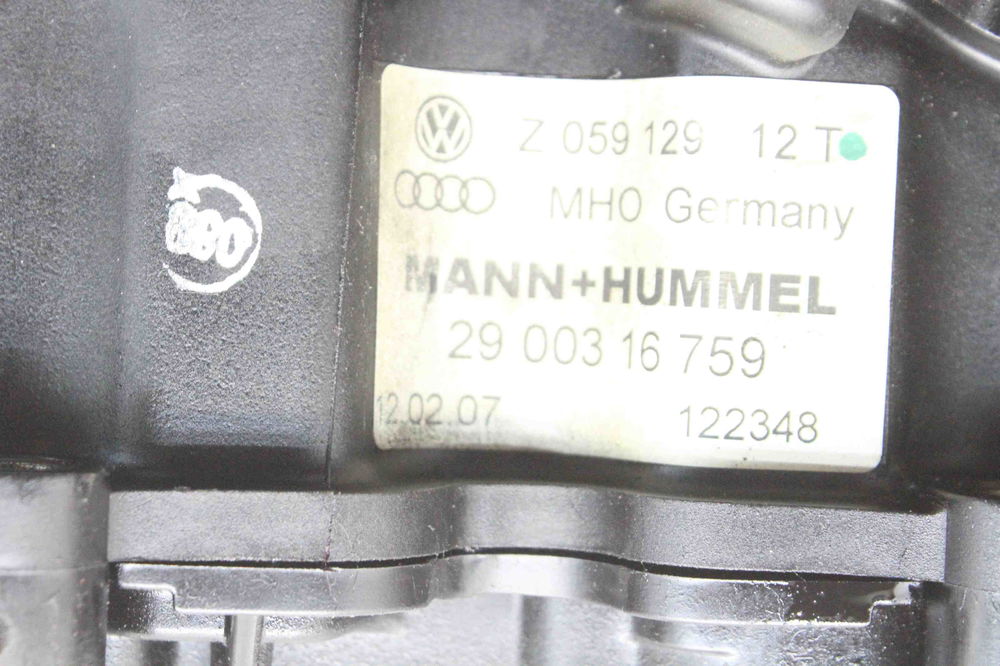 Z 059 129 12 T
MHO Germany
MANN+HUMMEL
29 003 16 759
12.02.07
122348